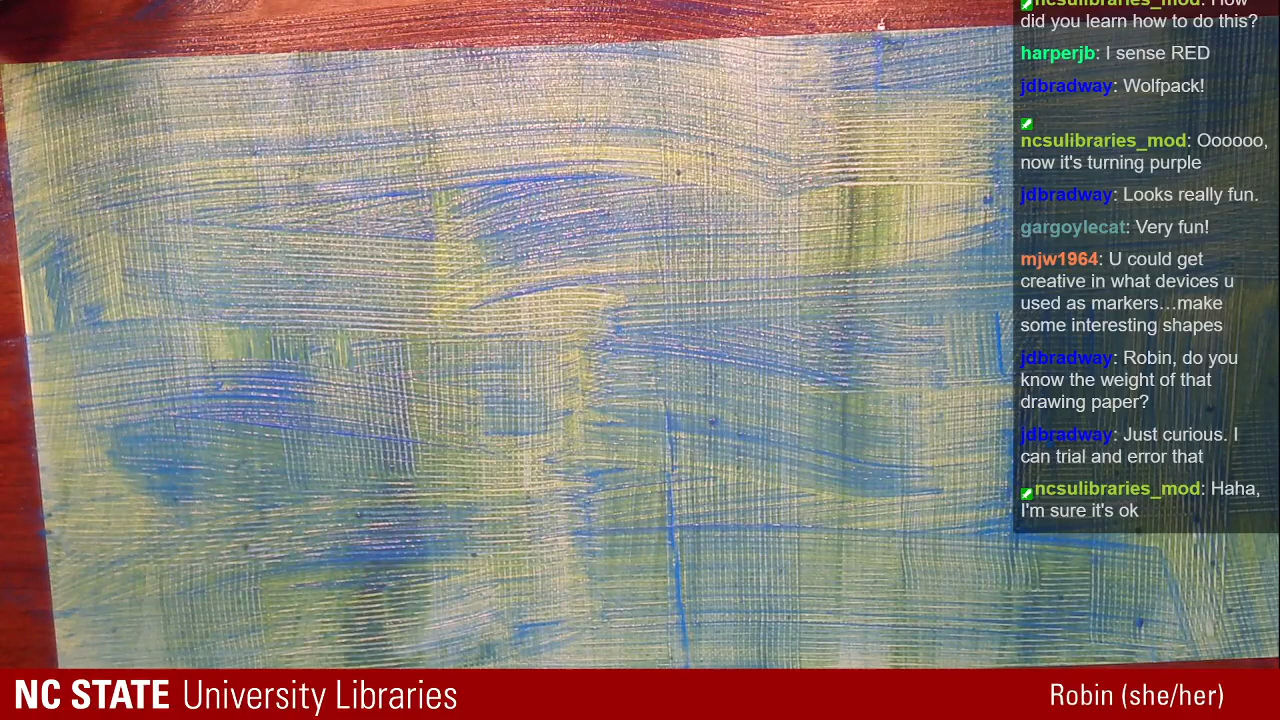 ncsulibraries_mod: How
did you learn how to do this?
harperjb: I sense RED
jdbradway: Wolfpack!
ncsulibraries_mod: Oooooo,
now it's turning purple
jdbradway: Looks really fun.
gargoylecat: Very fun!
mjw1964: U could get
creative in what devices u
used as markers...make
some interesting shapes
jdbradway: Robin, do you
know the weight of that
drawing paper?
jdbradway: Just curious. I
can trial and error that
ncsulibraries_mod: Haha,
I'm sure it's ok
NC STATE University Libraries
Robin (she/her)